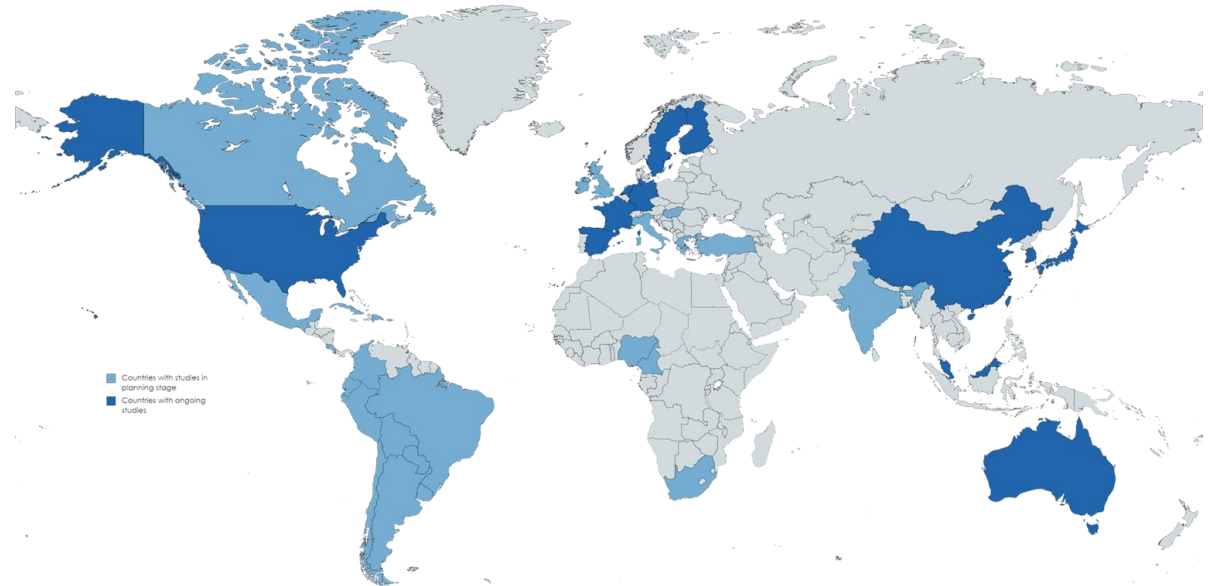 Countries with studies in
planning stage
Countries with ongoing
studies